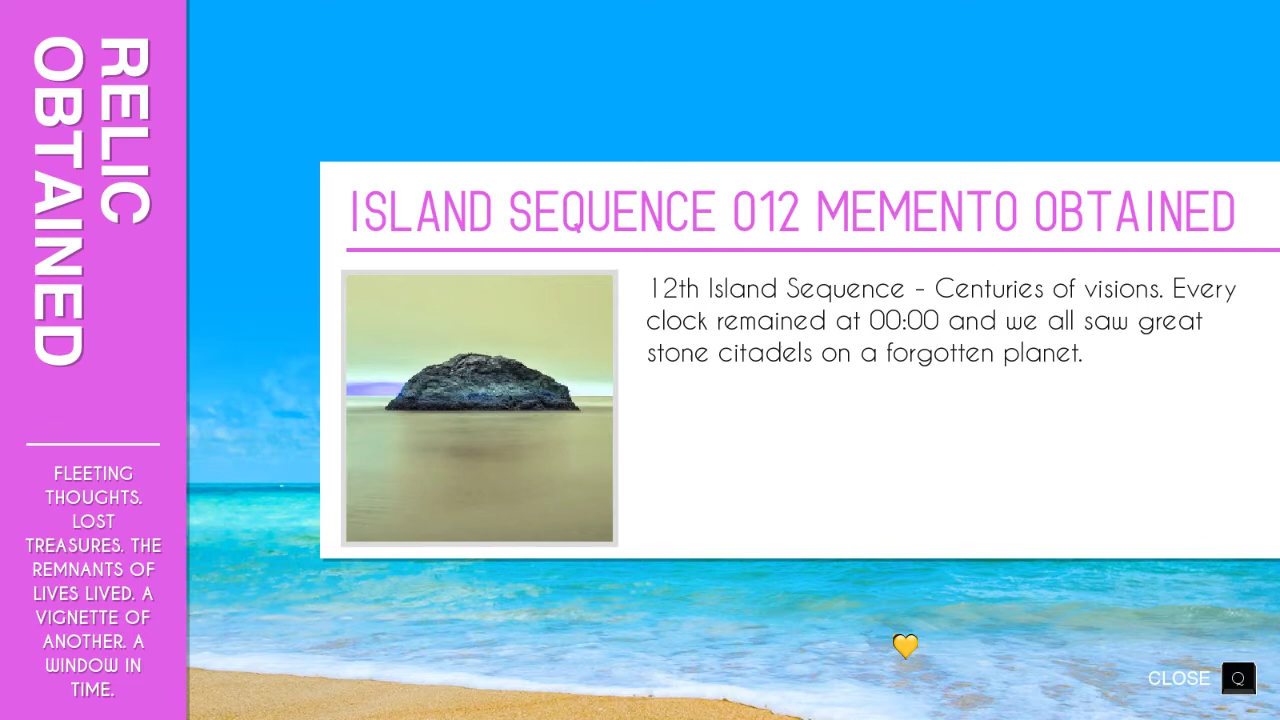 RELIC
OBTAINED
FLEETING
THOUGHTS.
LOST
TREASURES. THE
REMNANTS OF
LIVES LIVED. A
VIGNETTE OF
ANOTHER. A
WINDOW IN
TIME.
ISLAND SEQUENCE 012 MEMENTO OBTAINED
12th Island Sequence - Centuries of visions. Every
clock remained at 00:00 and we all saw great
stone citadels on a forgotten planet.
CLOSE Q